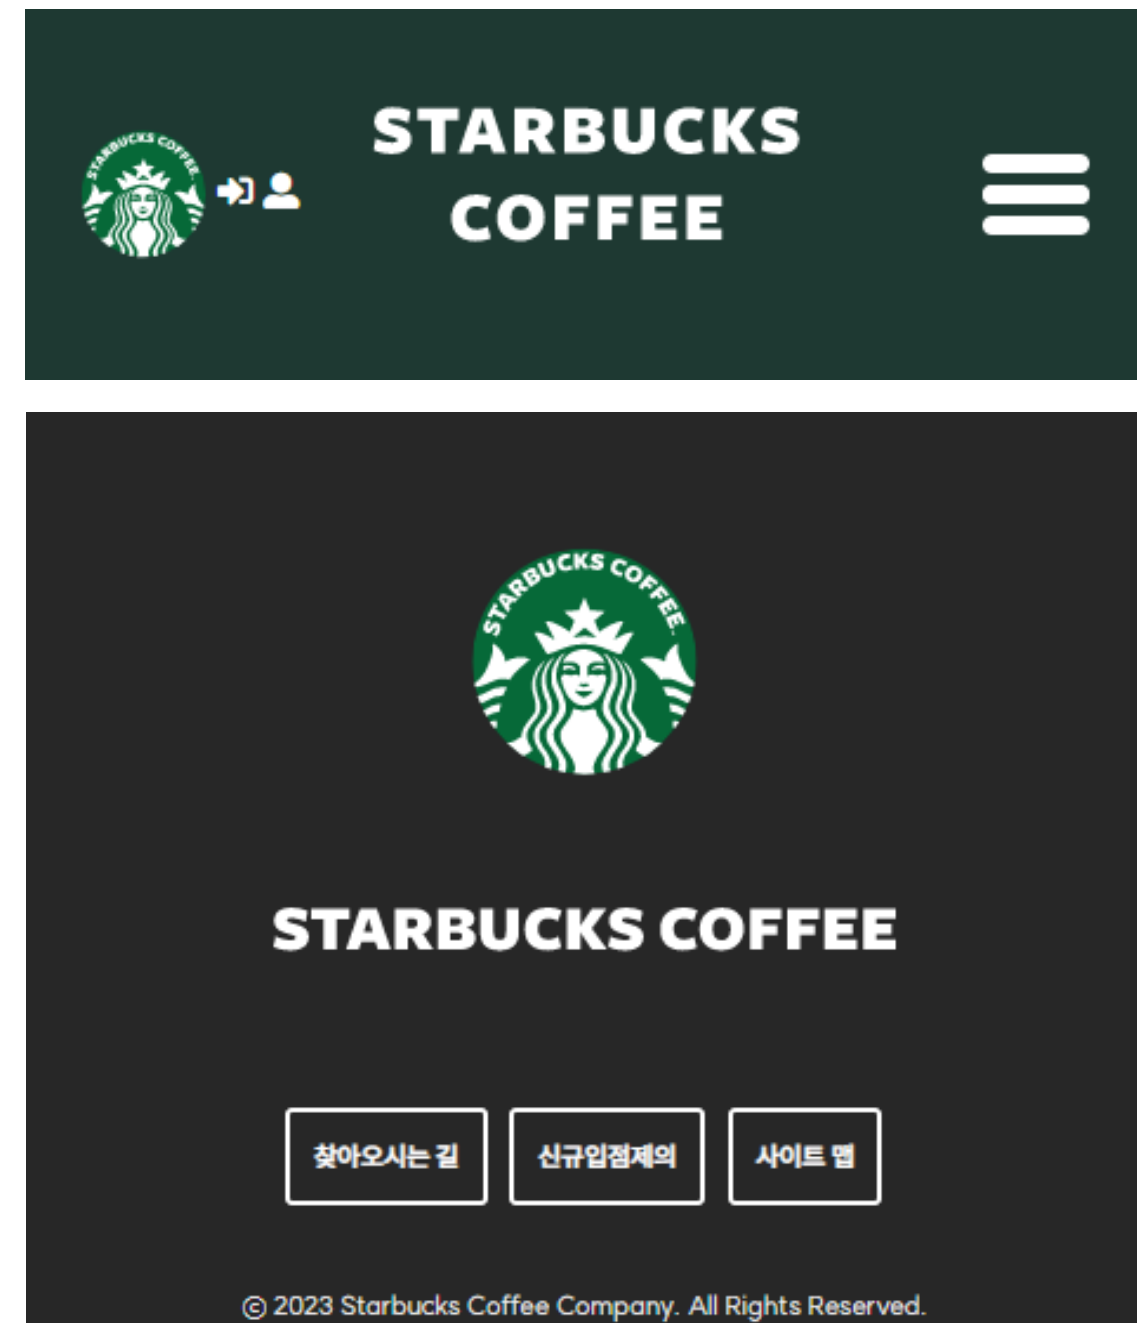 STARBUCKS COFFEE
STARBUCKS
COFFEE
STARBUCKS COFFEE
STARBUCKS COFFEE
찾아오시는 길
신규입점제의
사이트 맵
© 2023 Starbucks Coffee Company. All Rights Reserved.